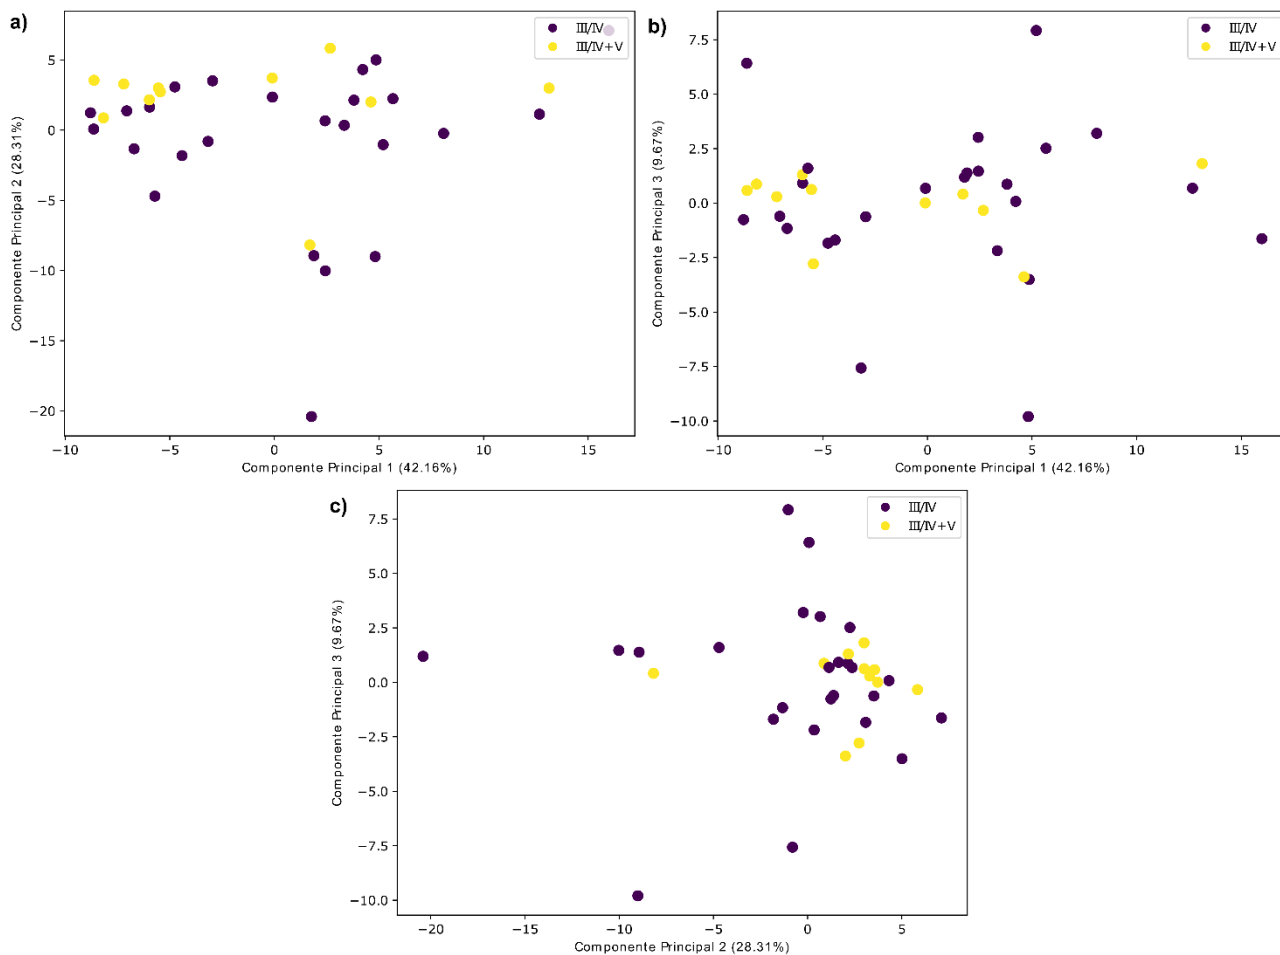 a)
III/IV
III/IV+V
5
0
−5
−10
−15
−20
Componente Principal 2 (28.31%)
−10
−5
0
5
10
15
Componente Principal 1 (42.16%)
b)
III/IV
III/IV+V
7.5
5.0
2.5
0.0
−2.5
−5.0
−7.5
−10.0
Componente Principal 3 (9.67%)
−10
−5
0
5
10
15
Componente Principal 1 (42.16%)
c)
III/IV
III/IV+V
7.5
5.0
2.5
0.0
−2.5
−5.0
−7.5
−10.0
Componente Principal 3 (9.67%)
−20
−15
−10
−5
0
5
Componente Principal 2 (28.31%)